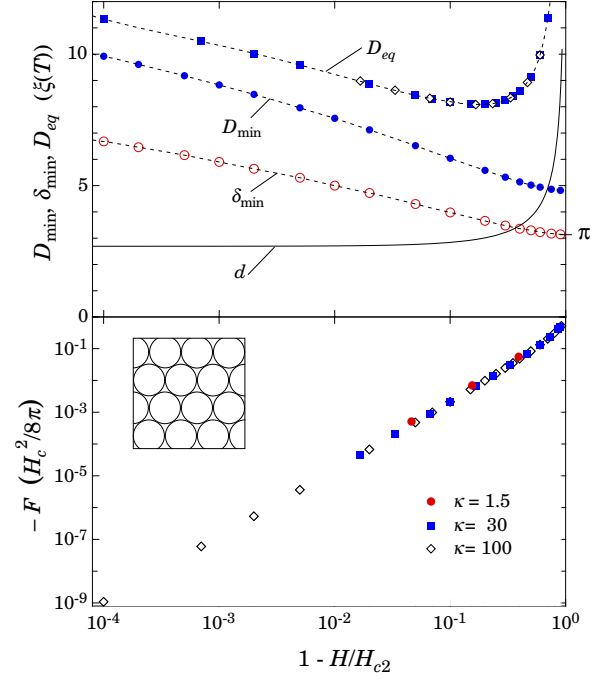 D_min, δ_min, D_eq (ξ(T))
10
5
0
D_eq
D_min
δ_min
d
π
−F (H_c^2/8π)
0
10^-1
10^-3
10^-5
10^-7
10^-9
κ = 1.5
κ= 30
κ= 100
10^-4 10^-3 10^-2 10^-1 10^0
1 - H/H_c2